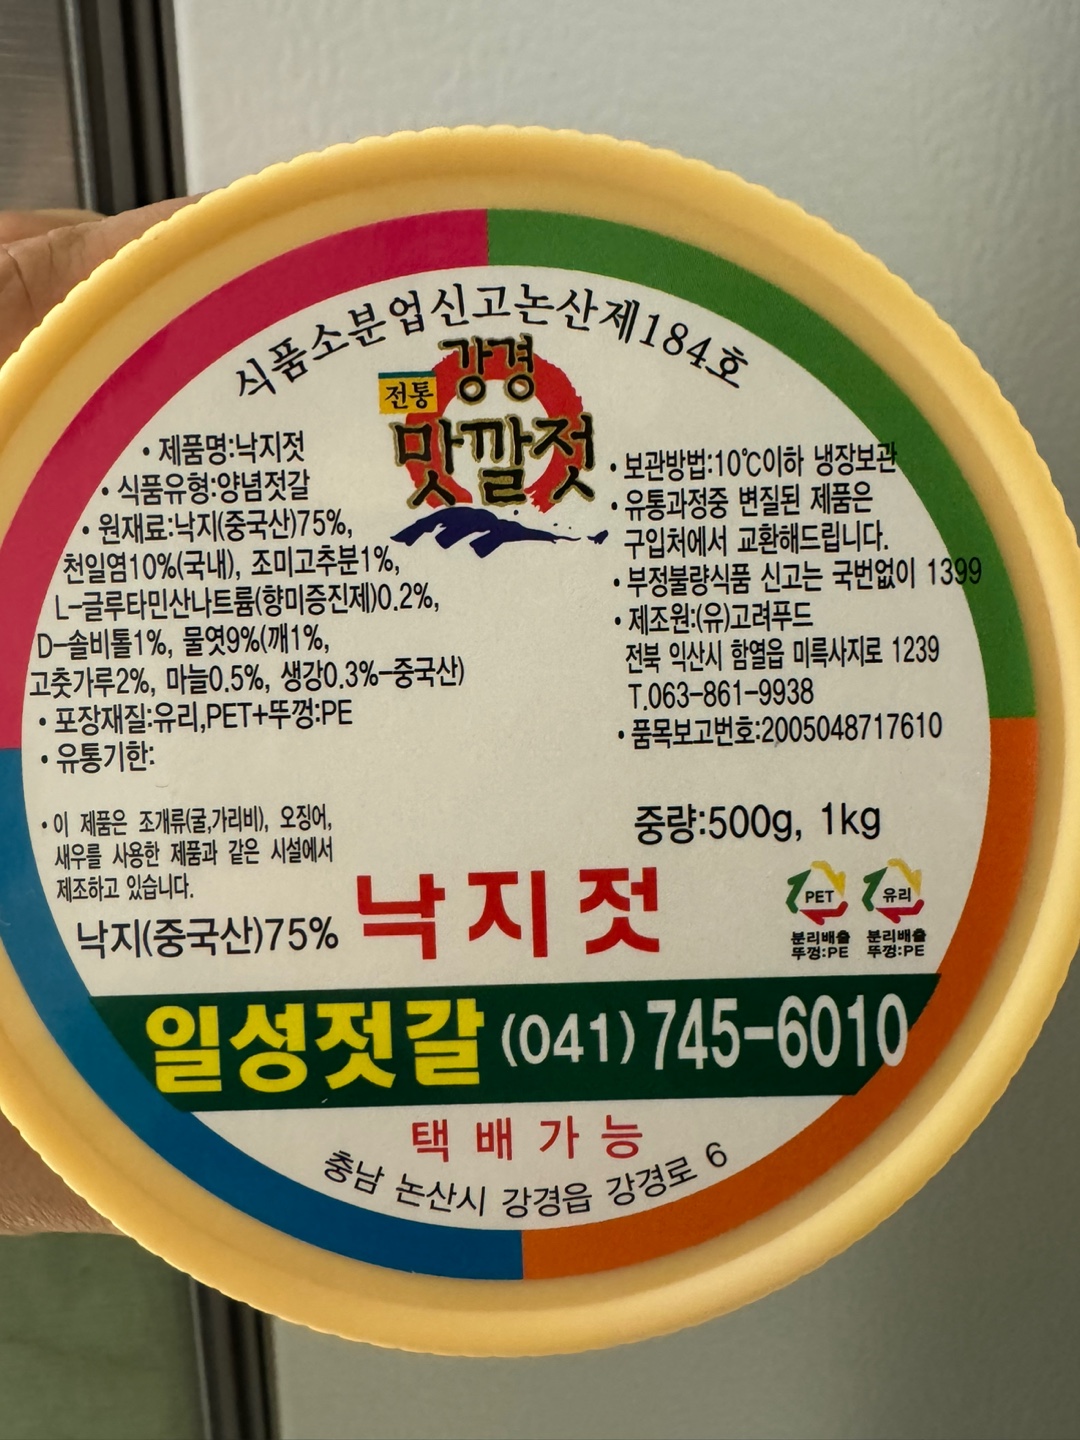 식품소분업신고논산제184호
전통
강경
맛깔젓
• 제품명:낙지젓
• 식품유형:양념젓갈
• 원재료:낙지(중국산)75%,
천일염10%(국내), 조미고추분1%,
L-글루타민산나트륨(향미증진제)0.2%,
D-솔비톨1%, 물엿9%(깨1%,
고춧가루2%, 마늘0.5%, 생강0.3%-중국산)
• 포장재질:유리,PET+뚜껑:PE
• 유통기한:
• 보관방법:10℃이하 냉장보관
• 유통과정중 변질된 제품은
구입처에서 교환해드립니다.
• 부정불량식품 신고는 국번없이 1399
• 제조원:(유)고려푸드
전북 익산시 함열읍 미륵사지로 1239
T.063-861-9938
• 품목보고번호:2005048717610
• 이 제품은 조개류(굴,가리비), 오징어,
새우를 사용한 제품과 같은 시설에서
제조하고 있습니다.
중량:500g, 1kg
낙지(중국산)75%
낙지젓
PET
분리배출
뚜껑:PE
유리
분리배출
뚜껑:PE
일성젓갈 (041) 745-6010
택배가능
충남 논산시 강경읍 강경로 6